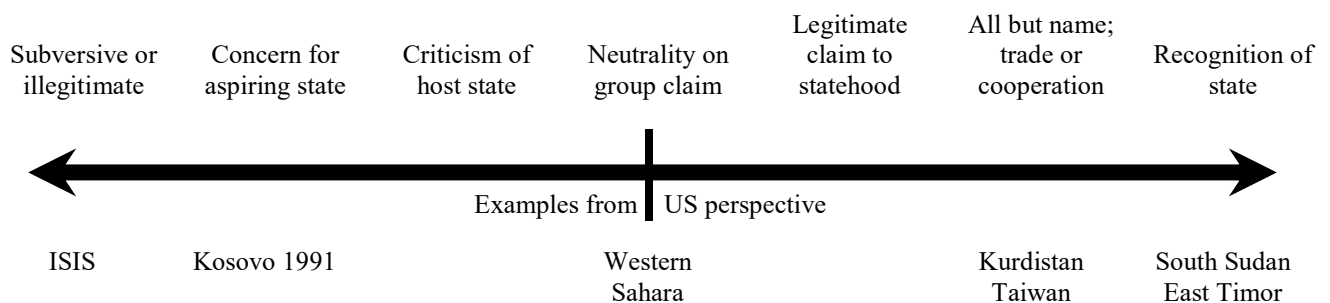 Subversive or
illegitimate
Concern for
aspiring state
Criticism of
host state
Neutrality on
group claim
Legitimate
claim to
statehood
All but name;
trade or
cooperation
Recognition of
state
Examples from US perspective
ISIS
Kosovo 1991
Western
Sahara
Kurdistan
Taiwan
South Sudan
East Timor